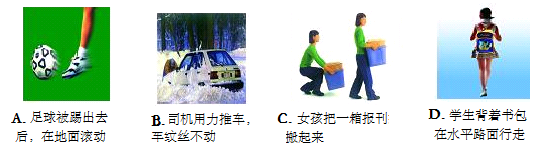 A. 足球被踢出去
后，在地面滚动
B. 司机用力推车，
车纹丝不动
C. 女孩把一箱报刊
搬起来
D. 学生背着书包
在水平路面行走